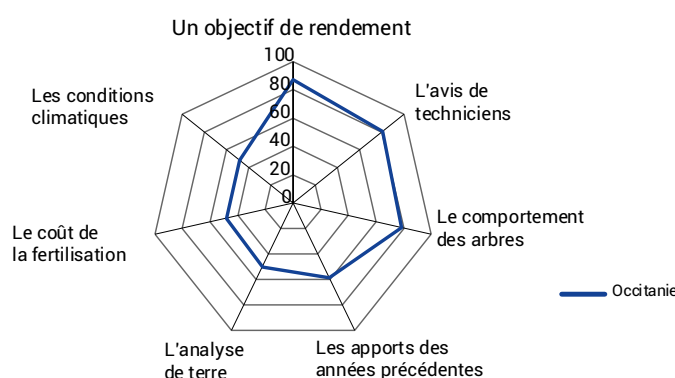 Un objectif de rendement
100
80
60
40
20
0
L'avis de
techniciens
Le comportement
des arbres
Les apports des
années précédentes
L'analyse
de terre
Le coût de
la fertilisation
Les conditions
climatiques
Occitanie